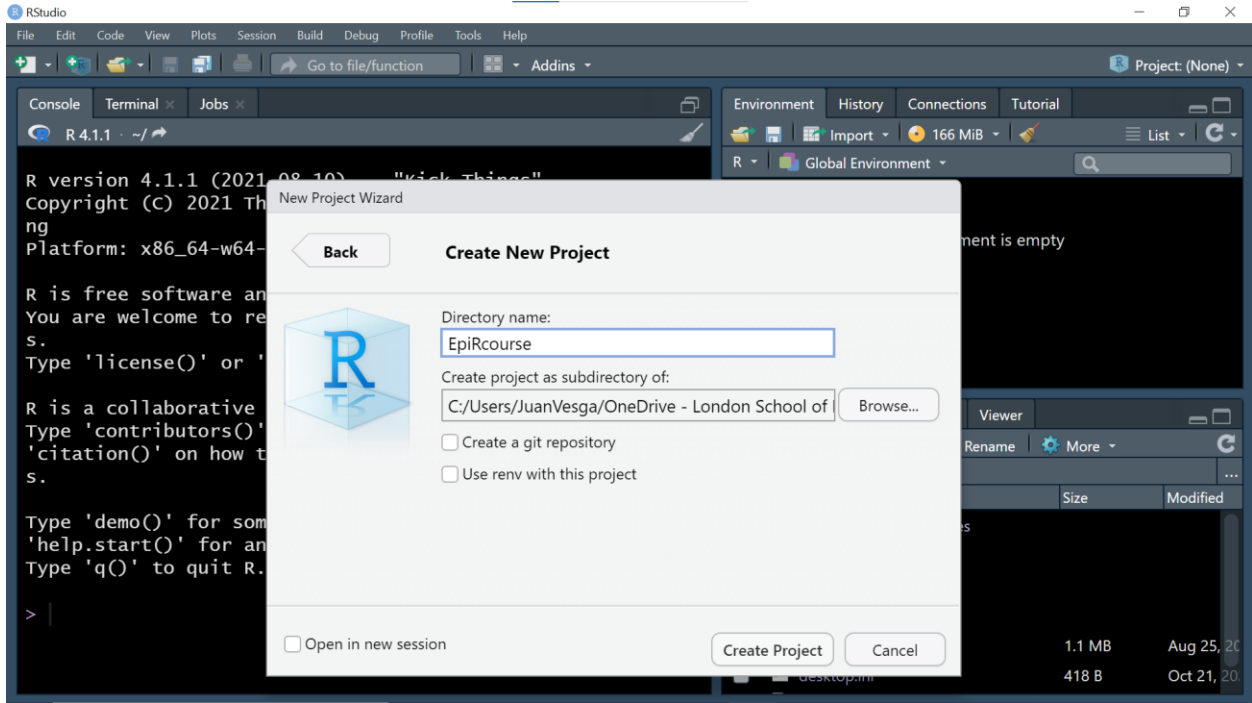 RStudio
File Edit Code View Plots Session Build Debug Profile Tools Help
Go to file/function Addins Project: (None)
Console Terminal Jobs
R 4.1.1 · ~/
R version 4.1.1 (2021-08-10) "Kick Things"
Copyright (C) 2021 Th
ng
Platform: x86_64-w64-
R is free software an
You are welcome to re
s.
Type 'license()' or '
R is a collaborative
Type 'contributors()'
'citation()' on how t
s.
Type 'demo()' for som
'help.start()' for an
Type 'q()' to quit R.
>
New Project Wizard
Back
Create New Project
R
Directory name:
EpiRcourse
Create project as subdirectory of:
C:/Users/JuanVesga/OneDrive - London School of
Browse...
Create a git repository
Use renv with this project
Open in new session
Create Project
Cancel
Environment History Connections Tutorial
Import 166 MiB List
R Global Environment
ment is empty
Viewer
Rename More
...
Size Modified
es
1.1 MB Aug 25, 20
desktop.ini 418 B Oct 21, 20